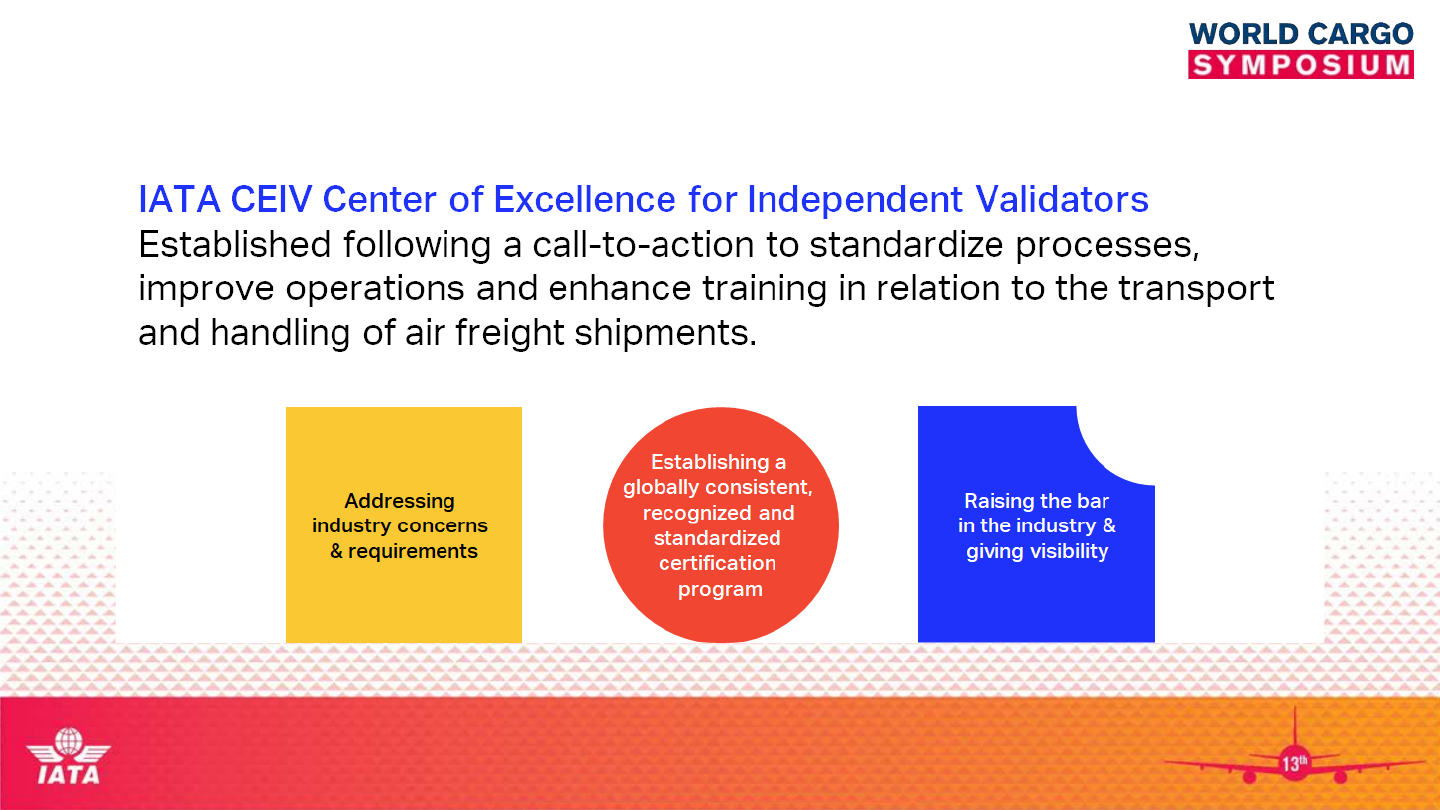 WORLD CARGO
SYMPOSIUM
IATA CEIV Center of Excellence for Independent Validators
Established following a call-to-action to standardize processes,
improve operations and enhance training in relation to the transport
and handling of air freight shipments.
Addressing
industry concerns
& requirements
Establishing a
globally consistent,
recognized and
standardized
certification
program
Raising the bar
in the industry &
giving visibility
IATA
13th